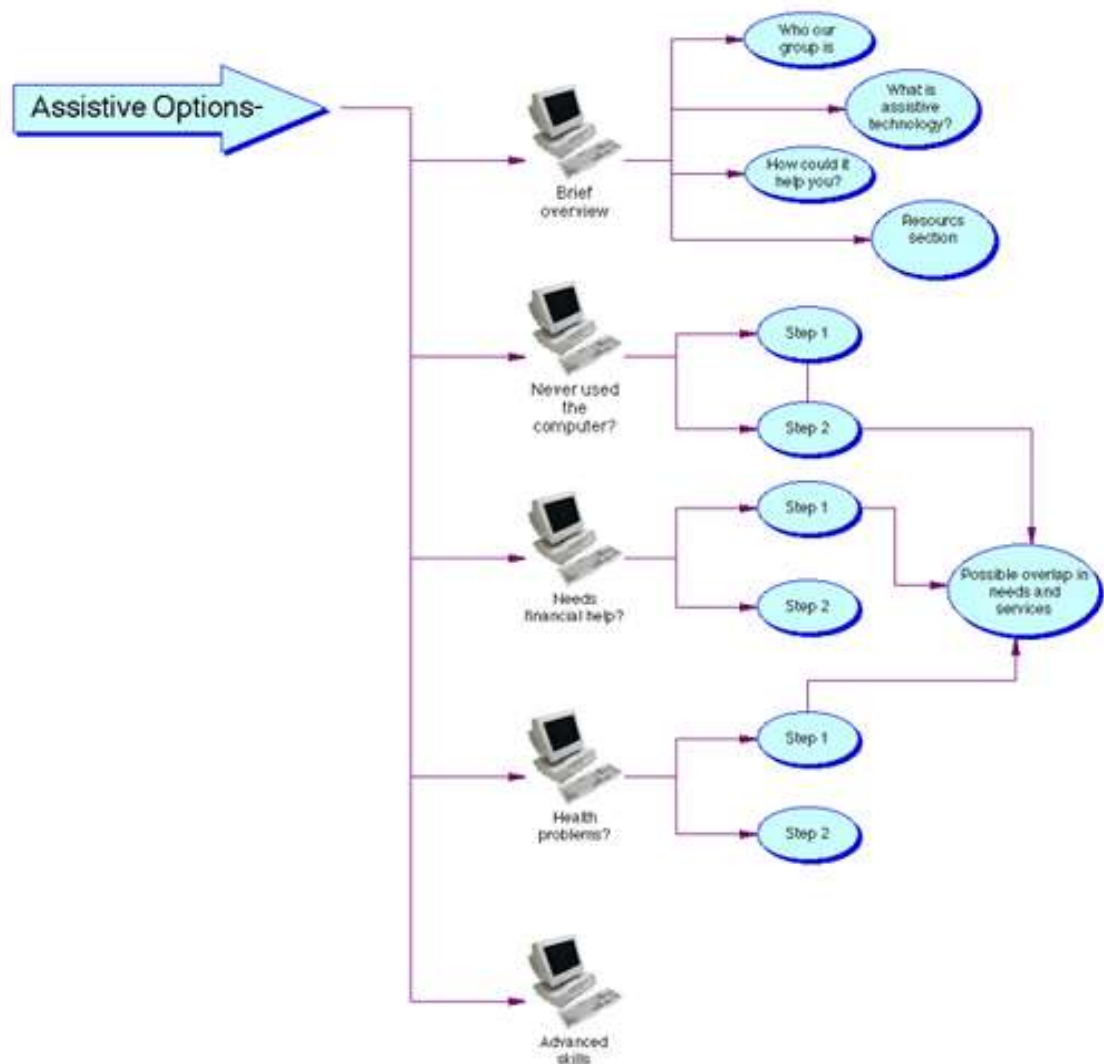 Assistive Options-
Who our
group is
What is
assistive
technology?
How could it
help you?
Resourcs
section
Brief
overview
Never used
the
computer?
Step 1
Step 2
Needs
financial help?
Step 1
Step 2
Possible overlap in
needs and
services
Health
problems?
Step 1
Step 2
Advanced
skills